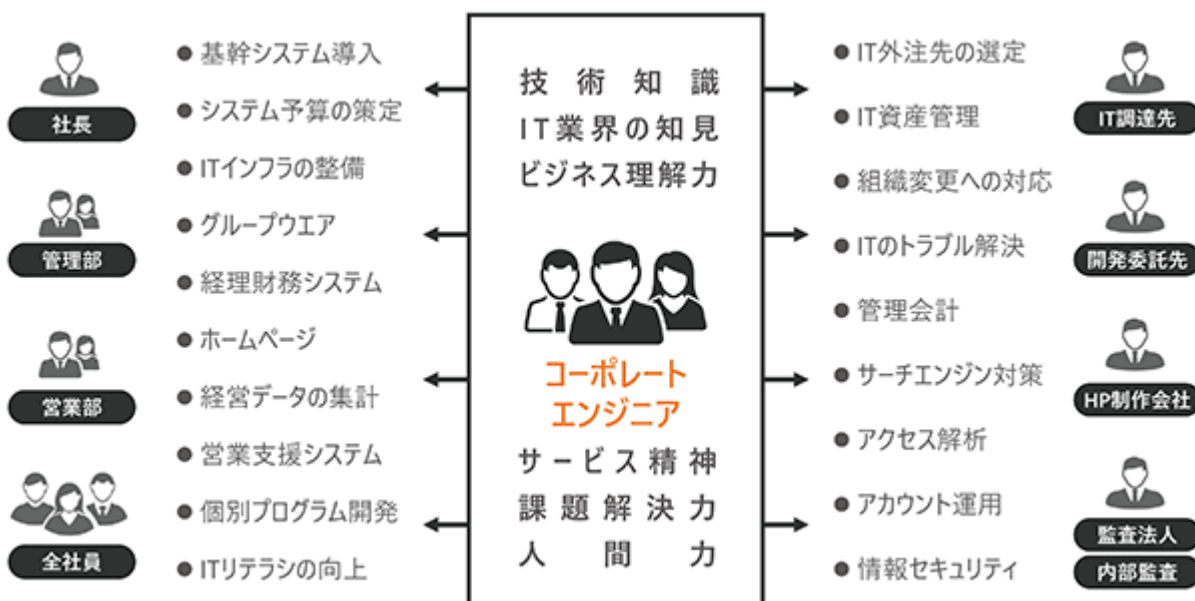 社長
管理部
営業部
全社員
基幹システム導入
システム予算の策定
ITインフラの整備
グループウエア
経理財務システム
ホームページ
経営データの集計
営業支援システム
個別プログラム開発
ITリテラシの向上
技術知識
IT業界の知見
ビジネス理解力
コーポレート
エンジニア
サービス精神
課題解決力
人間力
IT外注先の選定
IT資産管理
組織変更への対応
ITのトラブル解決
管理会計
サーチエンジン対策
アクセス解析
アカウント運用
情報セキュリティ
IT調達先
開発委託先
HP制作会社
監査法人
内部監査